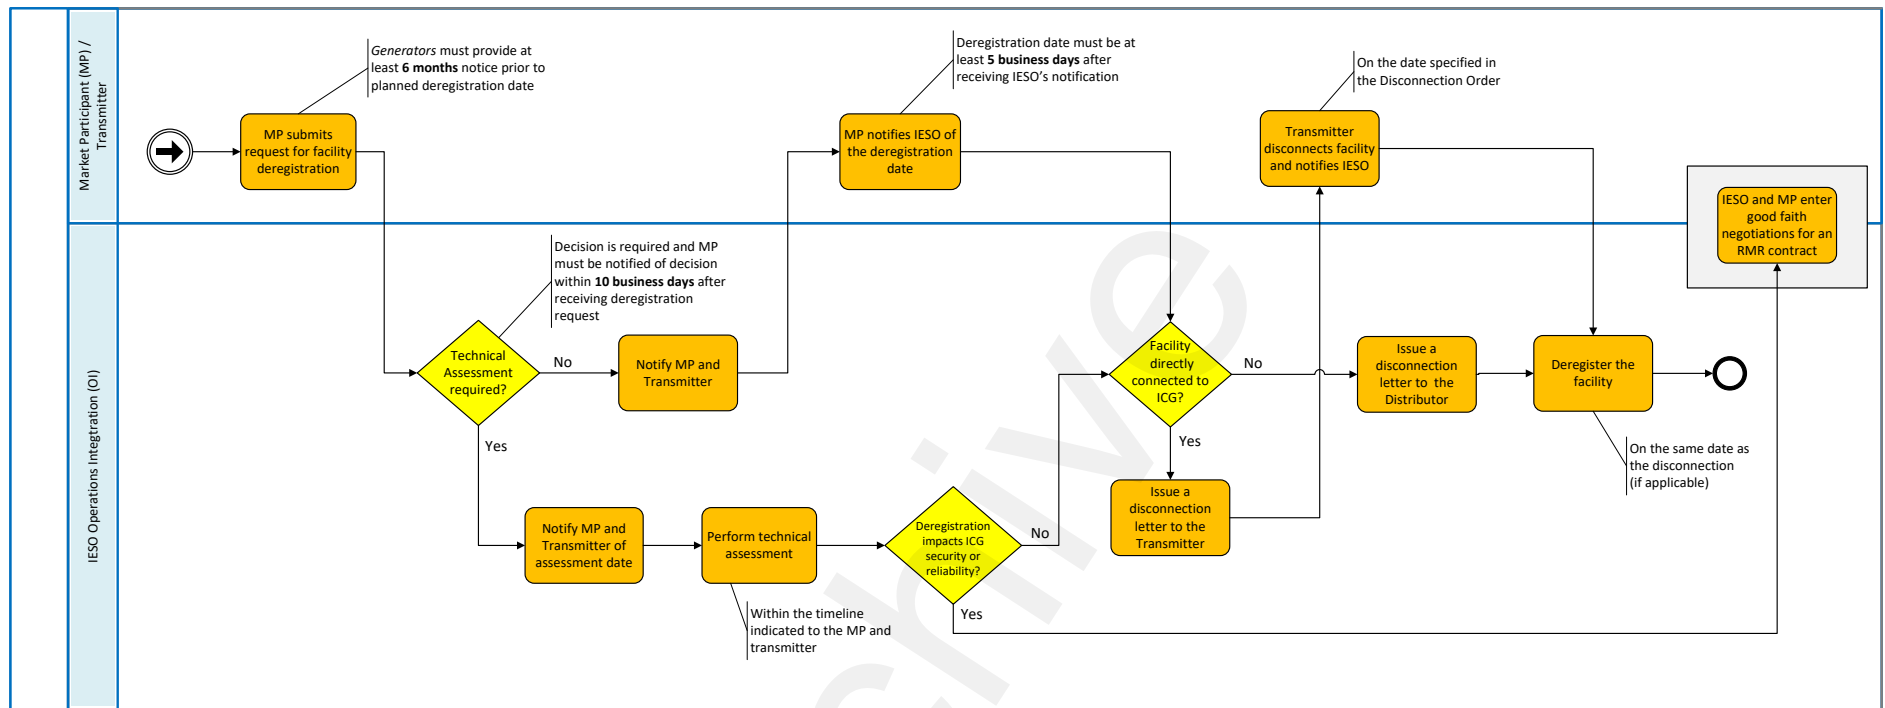 Market Participant (MP) /
Transmitter
Generators must provide at
least 6 months notice prior to
planned deregistration date
MP submits
request for facility
deregistration
Deregistration date must be at
least 5 business days after
receiving IESO's notification
MP notifies IESO of
the deregistration
date
On the date specified in
the Disconnection Order
Transmitter
disconnects facility
and notifies IESO
IESO and MP enter
good faith
negotiations for an
RMR contract
IESO Operations Integtration (OI)
Decision is required and MP
must be notified of decision
within 10 business days after
receiving deregistration
request
Technical
Assessment
required?
No
Notify MP and
Transmitter
Yes
Notify MP and
Transmitter of
assessment date
Perform technical
assessment
Within the timeline
indicated to the MP and
transmitter
Deregistration
impacts ICG
security or
reliability?
No
Yes
Facility
directly
connected to
ICG?
No
Yes
Issue a
disconnection
letter to the
Transmitter
Issue a
disconnection
letter to the
Distributor
Deregister the
facility
On the same date as
the disconnection
(if applicable)
chive